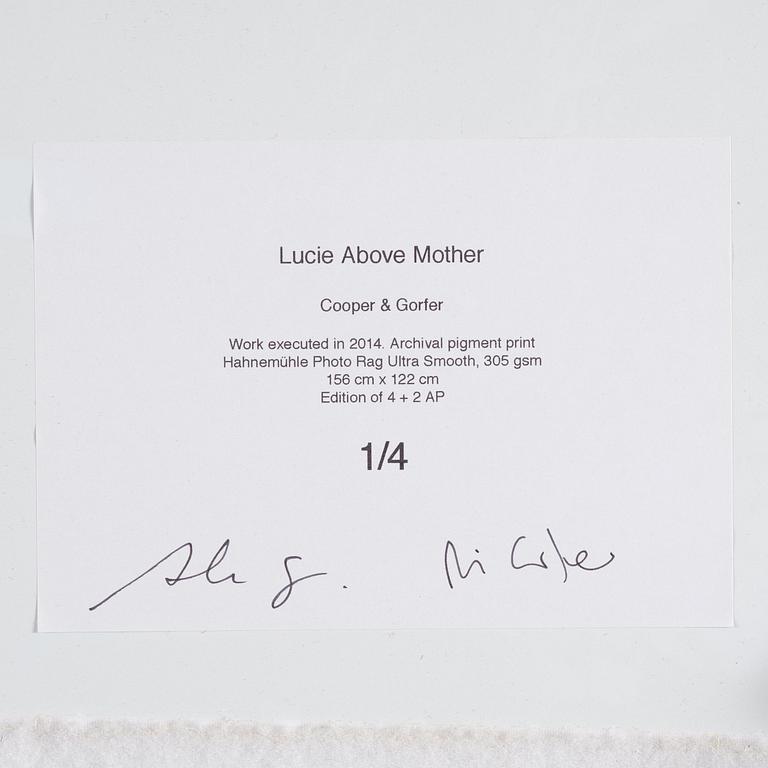 Lucie Above Mother
Cooper & Gorfer
Work executed in 2014. Archival pigment print
Hahnemühle Photo Rag Ultra Smooth, 305 gsm
156 cm x 122 cm
Edition of 4 + 2 AP
1/4